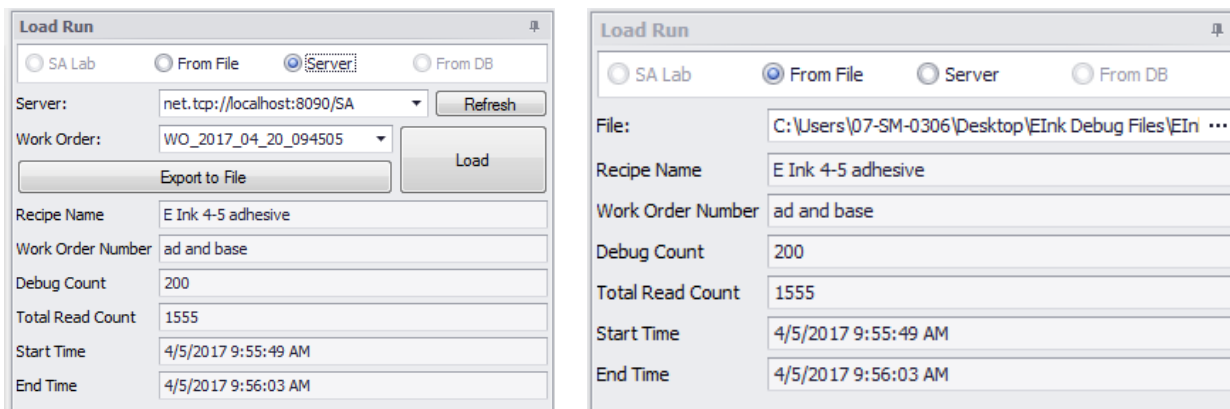 Load Run
SA Lab From File Server From DB
Server: net.tcp://localhost:8090/SA Refresh
Work Order: WO_2017_04_20_094505 Load
Export to File
Recipe Name E Ink 4-5 adhesive
Work Order Number ad and base
Debug Count 200
Total Read Count 1555
Start Time 4/5/2017 9:55:49 AM
End Time 4/5/2017 9:56:03 AM
Load Run
SA Lab From File Server From DB
File: C:\Users\07-SM-0306\Desktop\EInk Debug Files\EIn ···
Recipe Name E Ink 4-5 adhesive
Work Order Number ad and base
Debug Count 200
Total Read Count 1555
Start Time 4/5/2017 9:55:49 AM
End Time 4/5/2017 9:56:03 AM